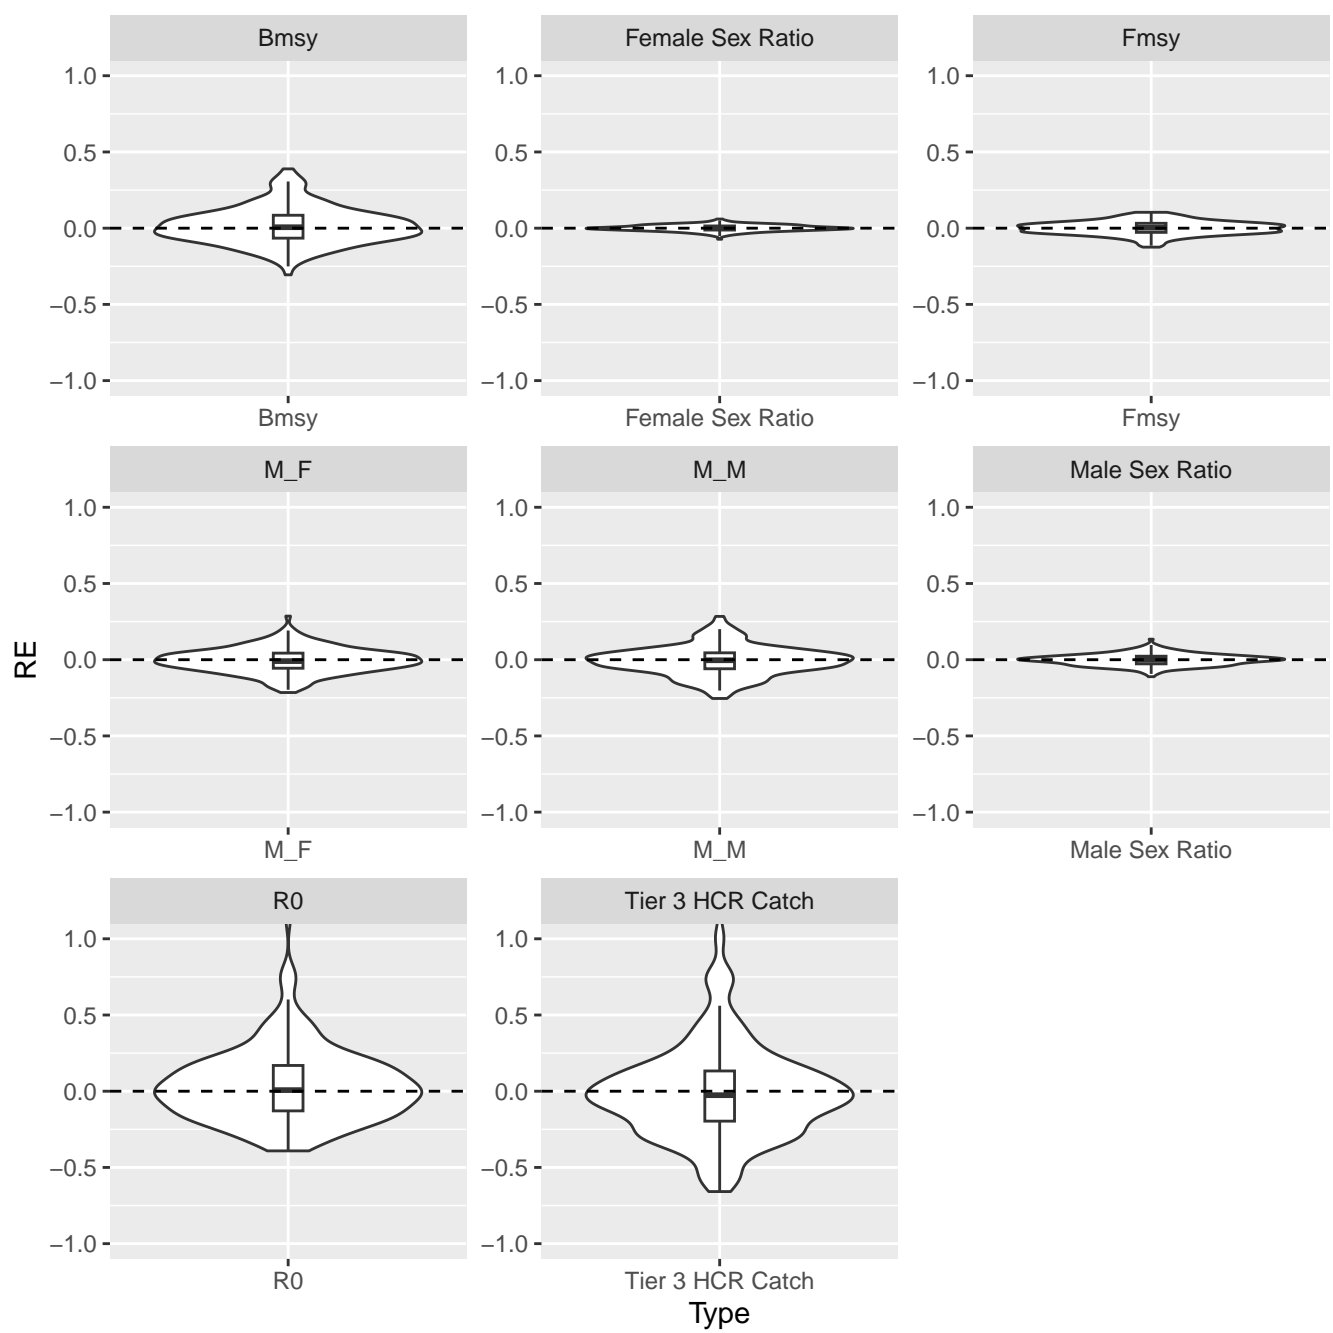 Bmsy Female Sex Ratio Fmsy
1.0 1.0 1.0
0.5 0.5 0.5
0.0 0.0 0.0
−0.5 −0.5 −0.5
−1.0 −1.0 −1.0
Bmsy Female Sex Ratio Fmsy
M_F M_M Male Sex Ratio
1.0 1.0 1.0
0.5 0.5 0.5
RE
0.0 0.0 0.0
−0.5 −0.5 −0.5
−1.0 −1.0 −1.0
M_F M_M Male Sex Ratio
R0 Tier 3 HCR Catch
1.0 1.0
0.5 0.5
0.0 0.0
−0.5 −0.5
−1.0 −1.0
R0 Tier 3 HCR Catch
Type